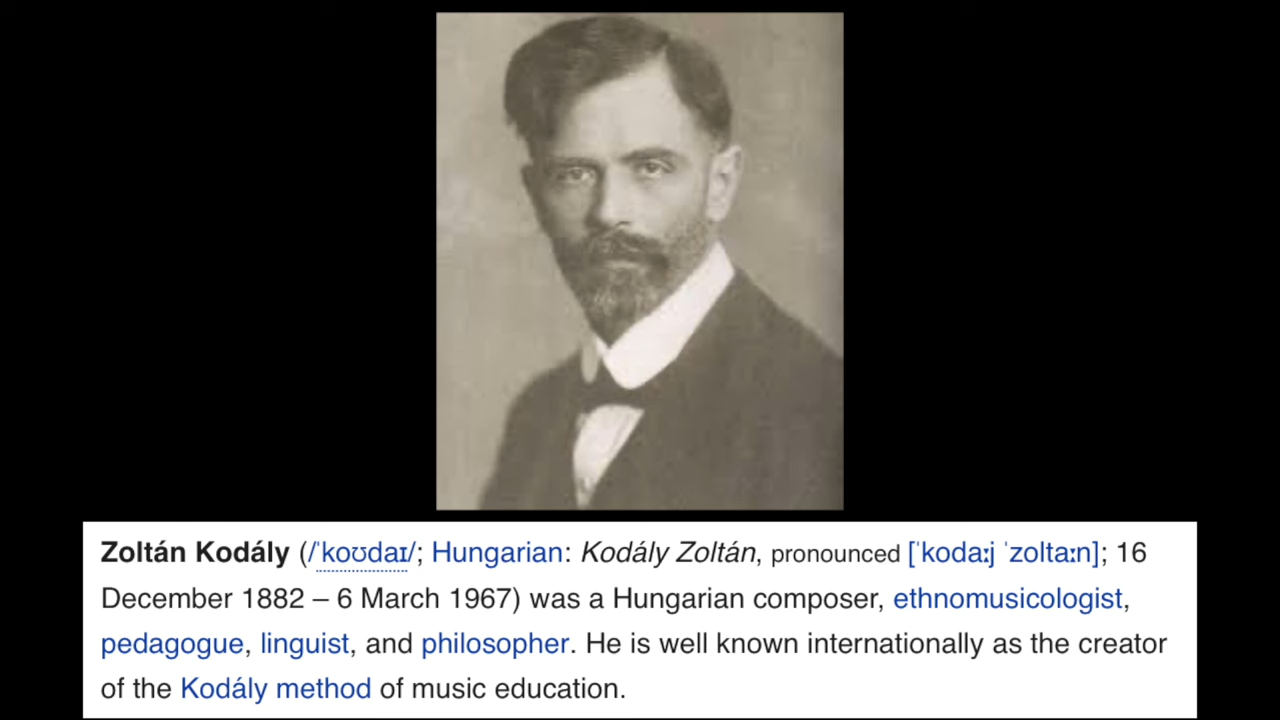 Zoltán Kodály (/ˈkoʊdaɪ/; Hungarian: Kodály Zoltán, pronounced [ˈkodaːj ˈzoltaːn]; 16
December 1882 – 6 March 1967) was a Hungarian composer, ethnomusicologist,
pedagogue, linguist, and philosopher. He is well known internationally as the creator
of the Kodály method of music education.